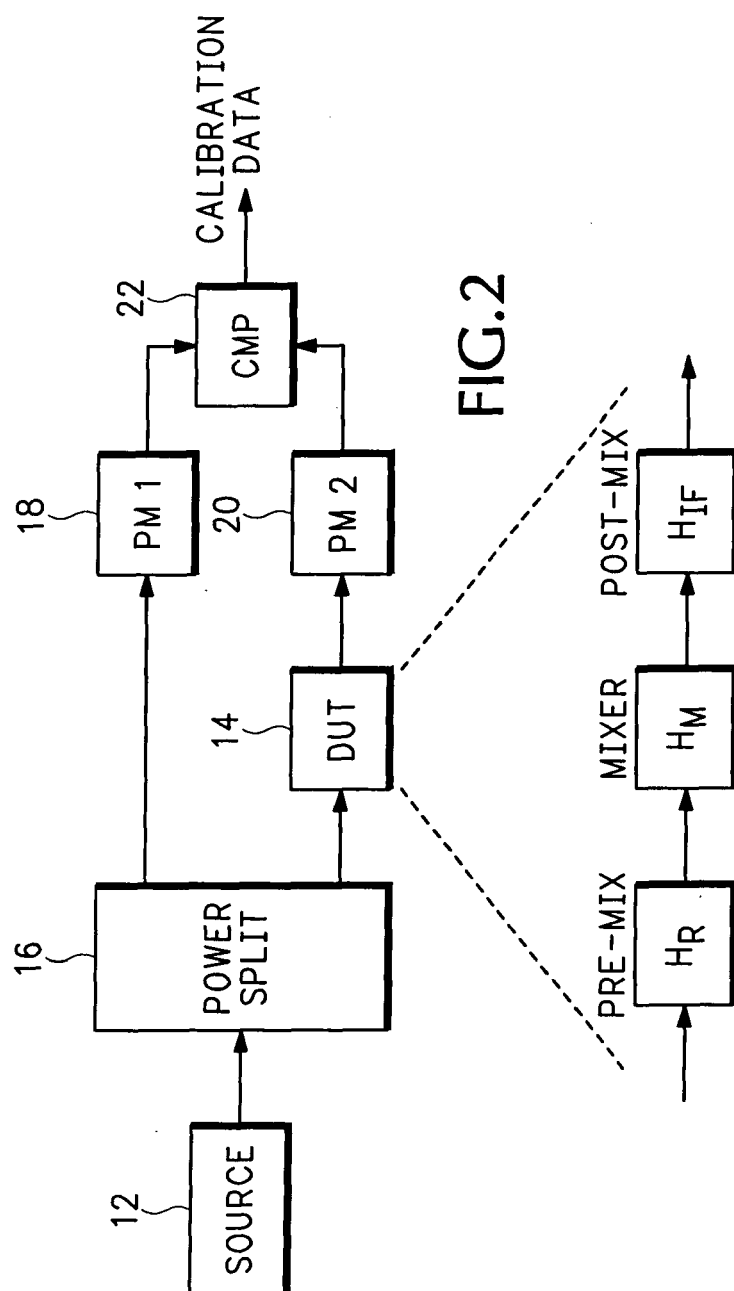 12
SOURCE
16
POWER
SPLIT
14
DUT
18
PM 1
20
PM 2
22
CMP
CALIBRATION
DATA
FIG.2
PRE-MIX
HR
MIXER
HM
POST-MIX
HIF